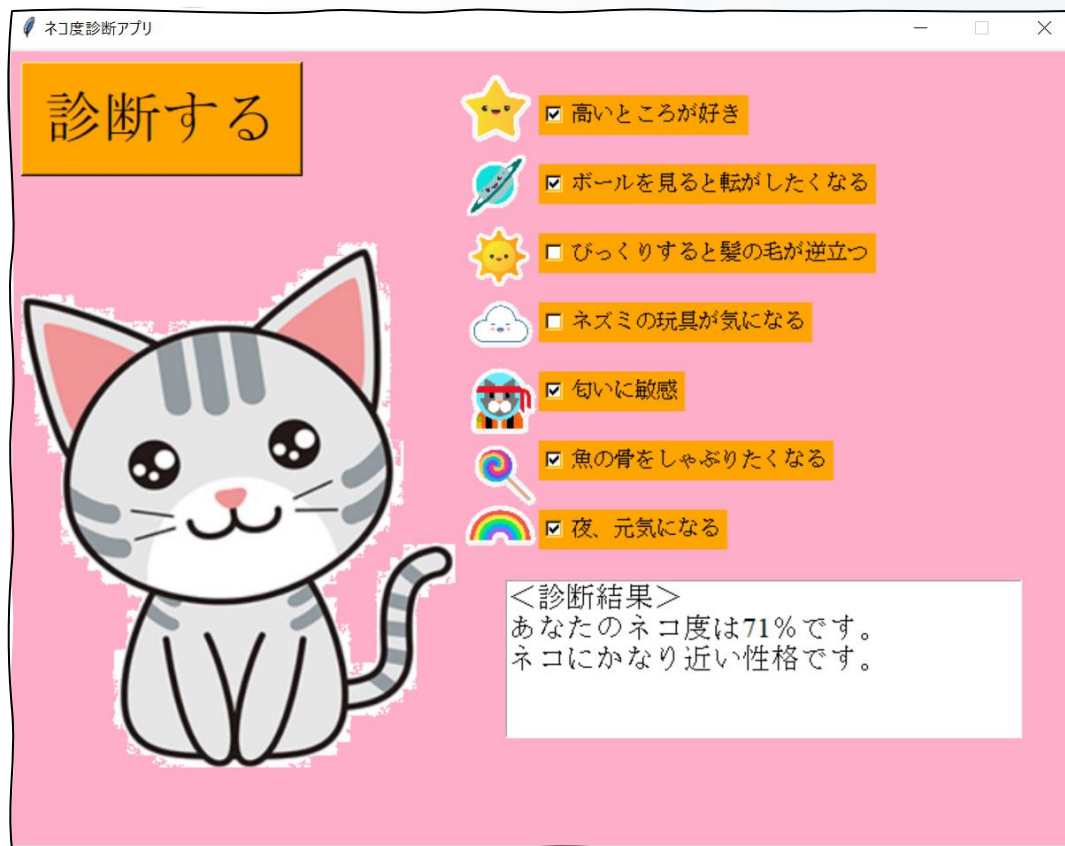 ネコ度診断アプリ
診断する
高いところが好き
ボールを見ると転がしたくなる
びっくりすると髪の毛が逆立つ
ネズミの玩具が気になる
匂いに敏感
魚の骨をしゃぶりたくなる
夜、元気になる
＜診断結果＞
あなたのネコ度は71％です。
ネコにかなり近い性格です。